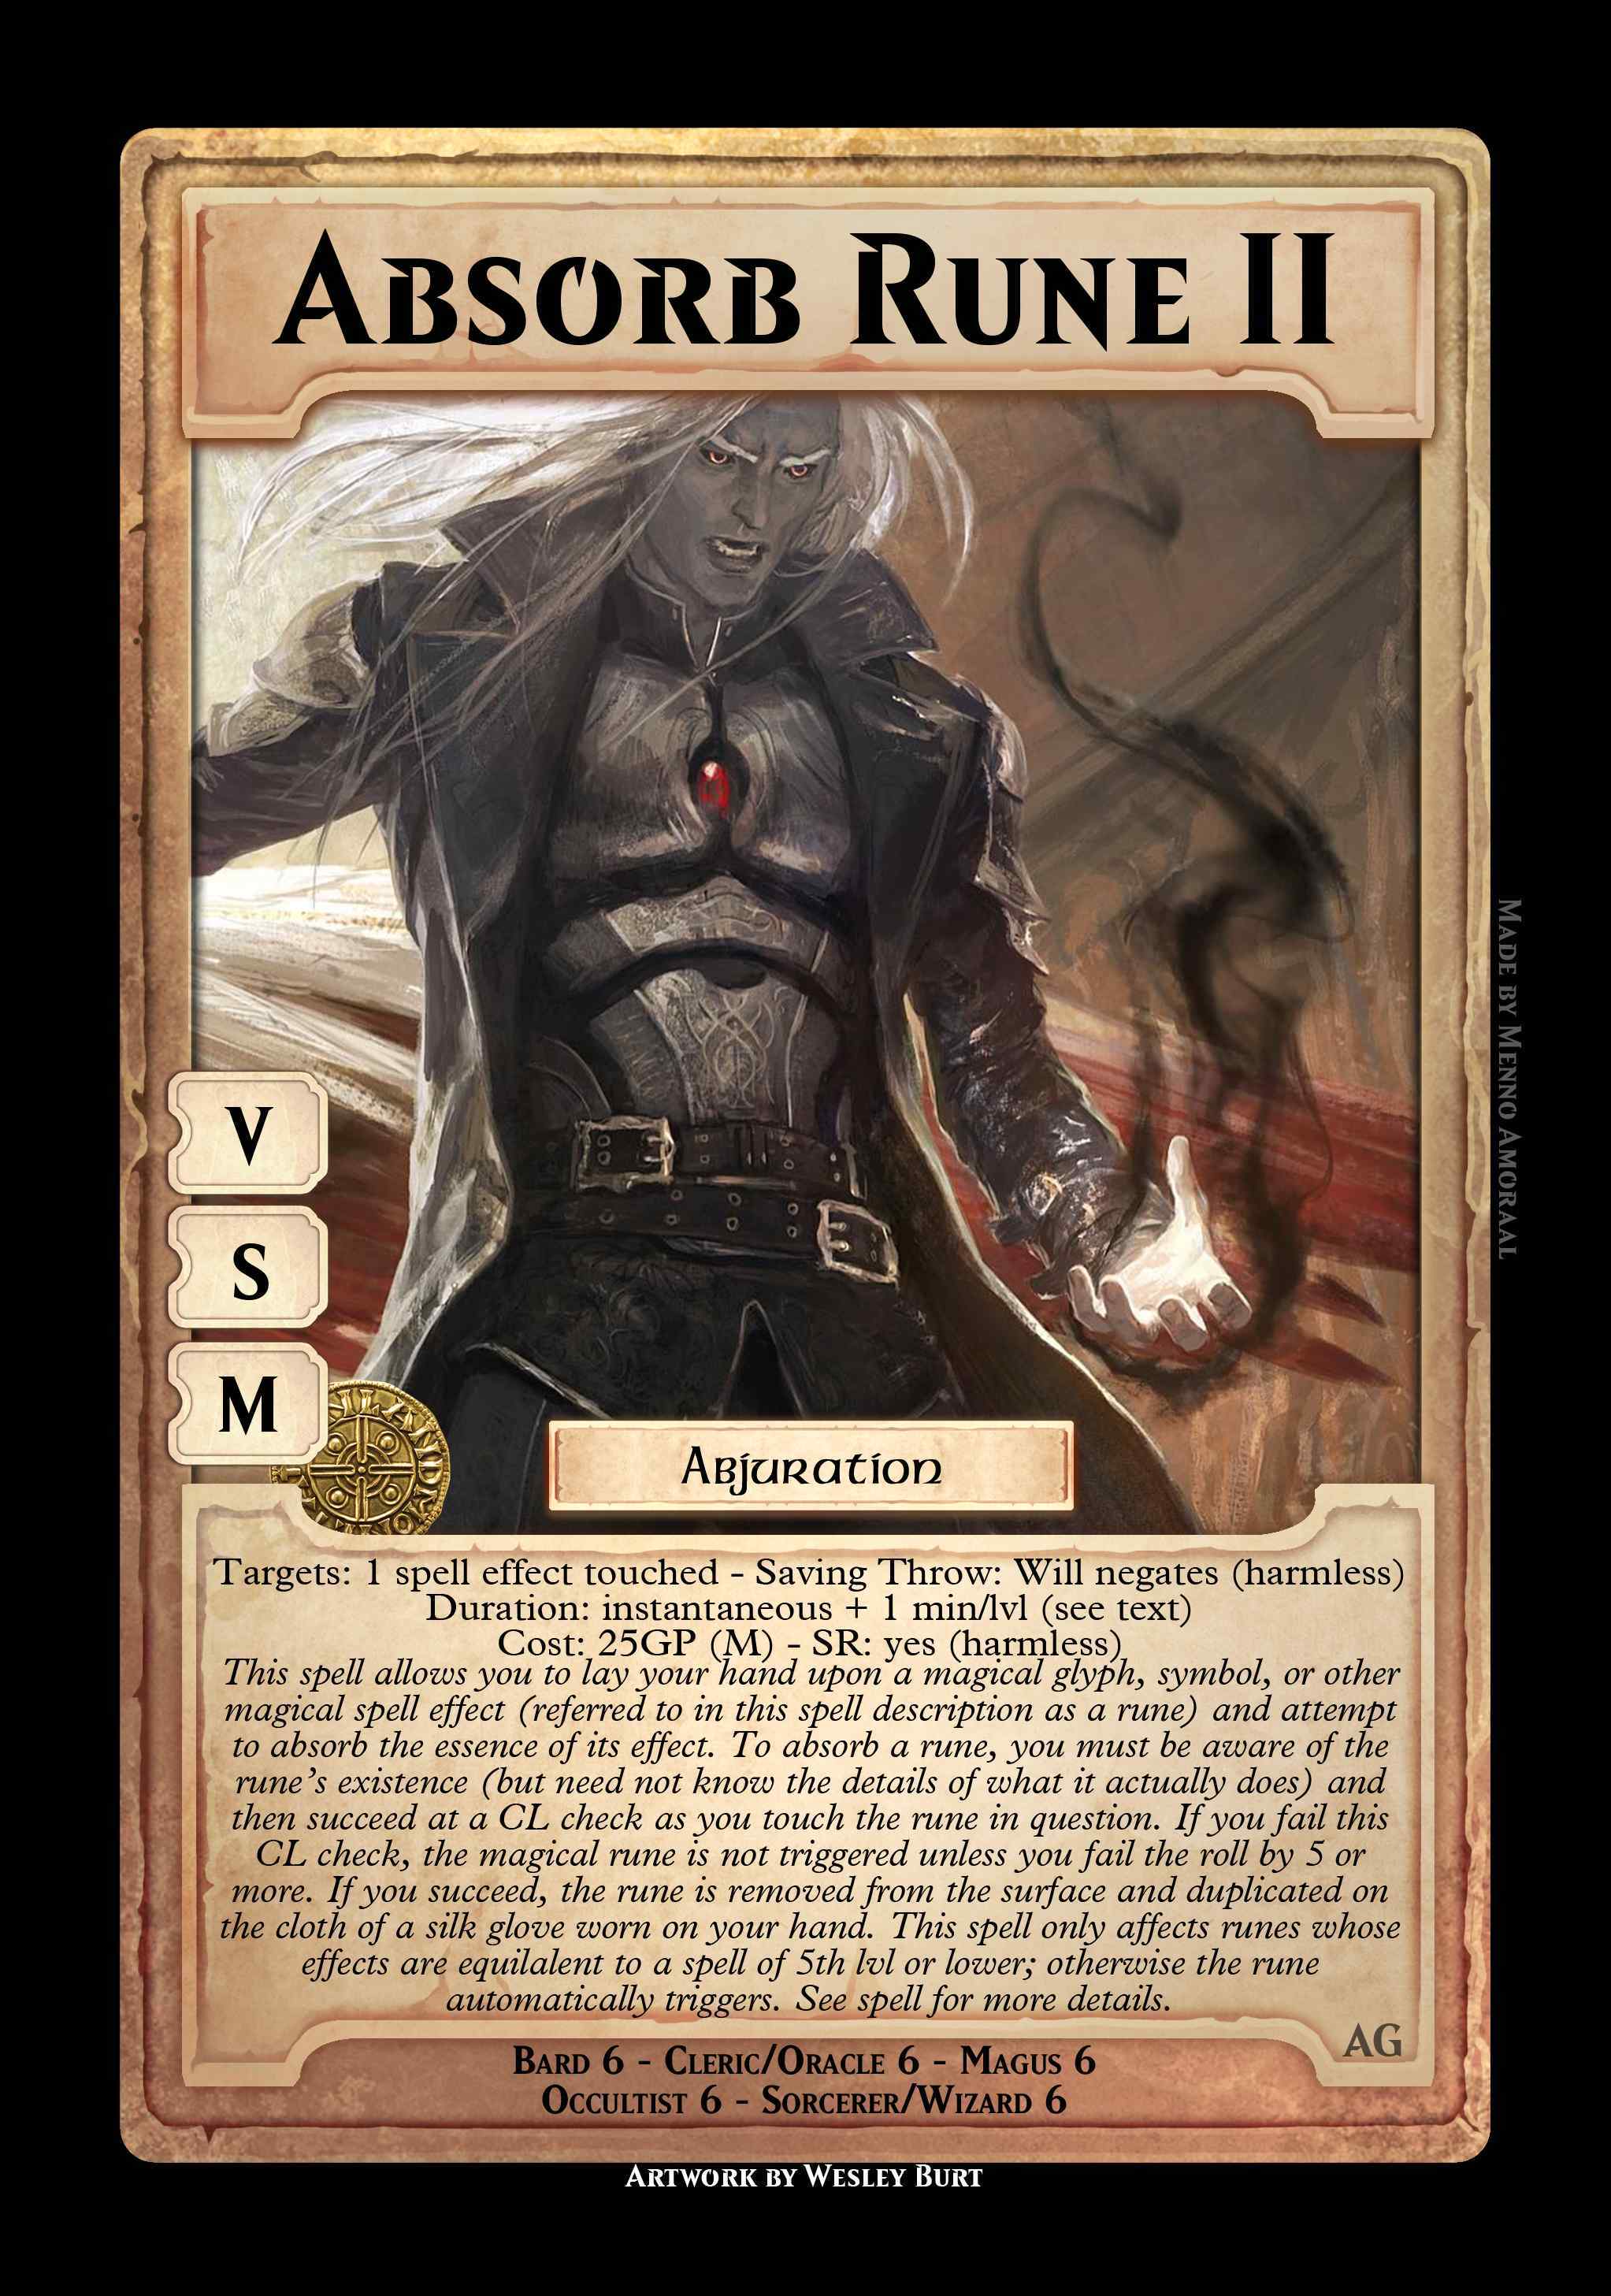 Absorb Rune II
V
S
M
Abjuration
Targets: 1 spell effect touched - Saving Throw: Will negates (harmless)
Duration: instantaneous + 1 min/lvl (see text)
Cost: 25GP (M) - SR: yes (harmless)
This spell allows you to lay your hand upon a magical glyph, symbol, or other
magical spell effect (referred to in this spell description as a rune) and attempt
to absorb the essence of its effect. To absorb a rune, you must be aware of the
rune's existence (but need not know the details of what it actually does) and
then succeed at a CL check as you touch the rune in question. If you fail this
CL check, the magical rune is not triggered unless you fail the roll by 5 or
more. If you succeed, the rune is removed from the surface and duplicated on
the cloth of a silk glove worn on your hand. This spell only affects runes whose
effects are equilalent to a spell of 5th lvl or lower; otherwise the rune
automatically triggers. See spell for more details.
AG
Bard 6 - Cleric/Oracle 6 - Magus 6
Occultist 6 - Sorcerer/Wizard 6
Artwork by Wesley Burt
Made by Menno Amoraal